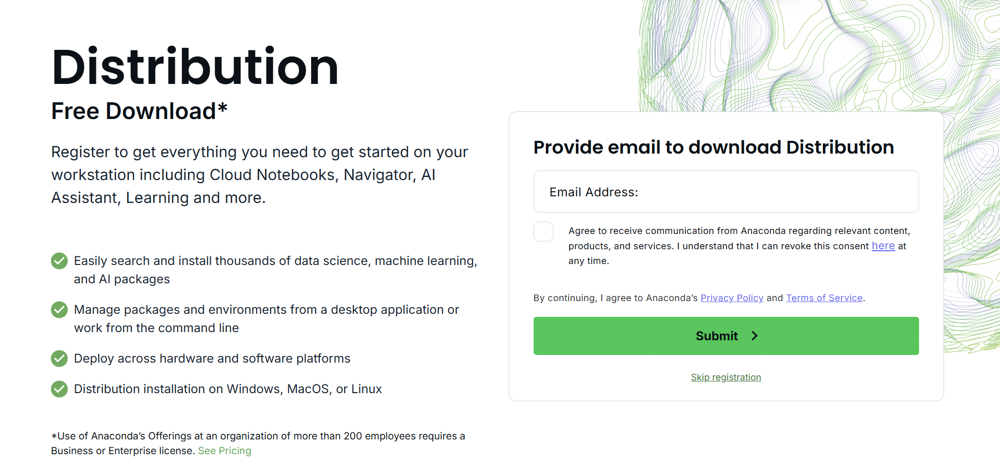 Distribution
Free Download*
Register to get everything you need to get started on your
workstation including Cloud Notebooks, Navigator, AI
Assistant, Learning and more.
Easily search and install thousands of data science, machine learning,
and AI packages
Manage packages and environments from a desktop application or
work from the command line
Deploy across hardware and software platforms
Distribution installation on Windows, MacOS, or Linux
*Use of Anaconda’s Offerings at an organization of more than 200 employees requires a
Business or Enterprise license. See Pricing
Provide email to download Distribution
Email Address:
Agree to receive communication from Anaconda regarding relevant content,
products, and services. I understand that I can revoke this consent here at
any time.
By continuing, I agree to Anaconda’s Privacy Policy and Terms of Service.
Submit
Skip registration